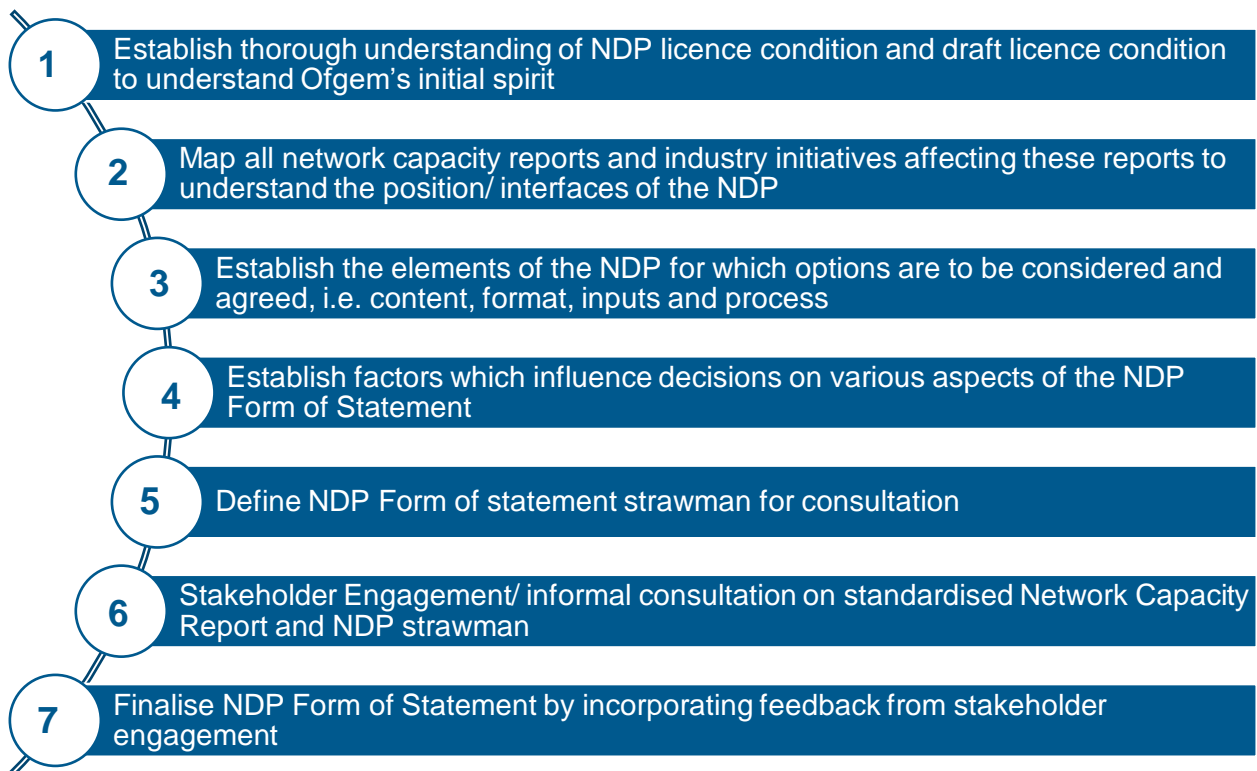 1
Establish thorough understanding of NDP licence condition and draft licence condition
to understand Ofgem’s initial spirit
2
Map all network capacity reports and industry initiatives affecting these reports to
understand the position/ interfaces of the NDP
3
Establish the elements of the NDP for which options are to be considered and
agreed, i.e. content, format, inputs and process
4
Establish factors which influence decisions on various aspects of the NDP
Form of Statement
5
Define NDP Form of statement strawman for consultation
6
Stakeholder Engagement/ informal consultation on standardised Network Capacity
Report and NDP strawman
7
Finalise NDP Form of Statement by incorporating feedback from stakeholder
engagement